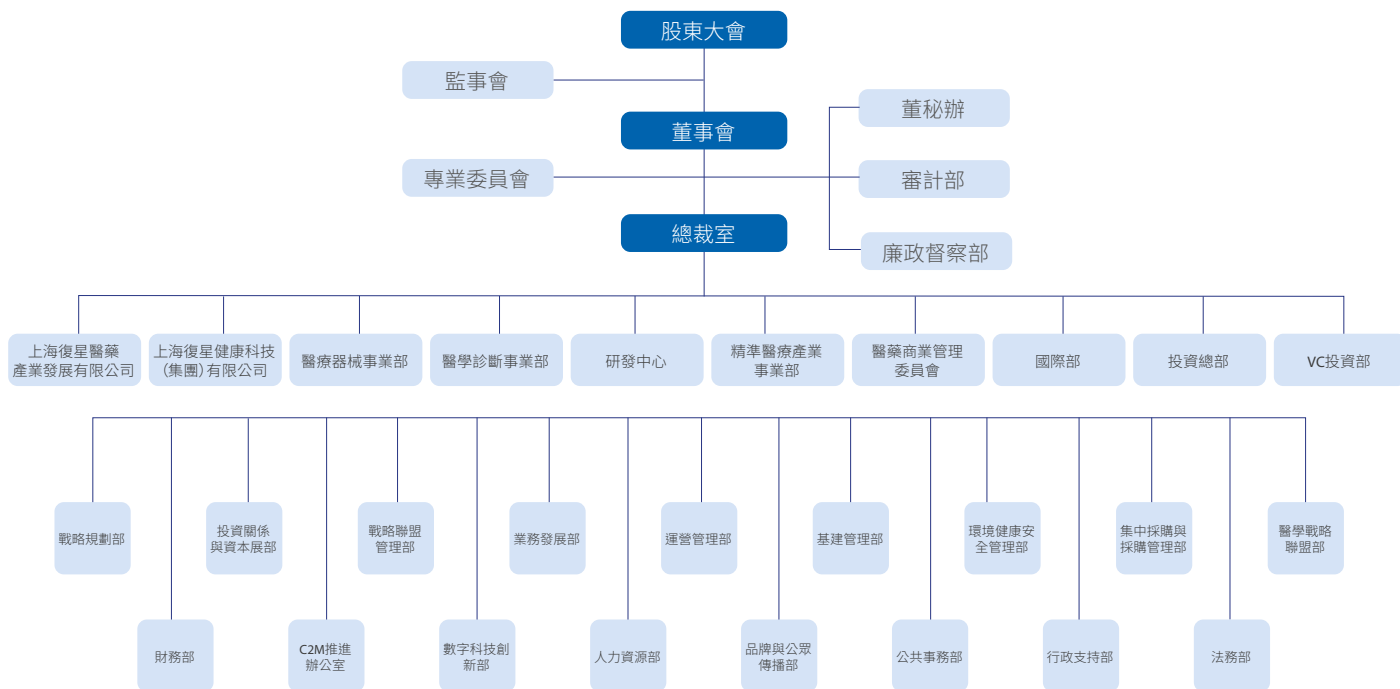 股東大會
監事會
董事會
董秘辦
專業委員會
審計部
總裁室
廉政督察部
上海復星醫藥
產業發展有限公司
上海復星健康科技
（集團）有限公司
醫療器械事業部
醫學診斷事業部
研發中心
精準醫療產業
事業部
醫藥商業管理
委員會
國際部
投資總部
VC投資部
戰略規劃部
投資關係
與資本展部
戰略聯盟
管理部
業務發展部
運營管理部
基建管理部
環境健康安
全管理部
集中採購與
採購管理部
醫學戰略
聯盟部
財務部
C2M推進
辦公室
數字科技創
新部
人力資源部
品牌與公眾
傳播部
公共事務部
行政支持部
法務部